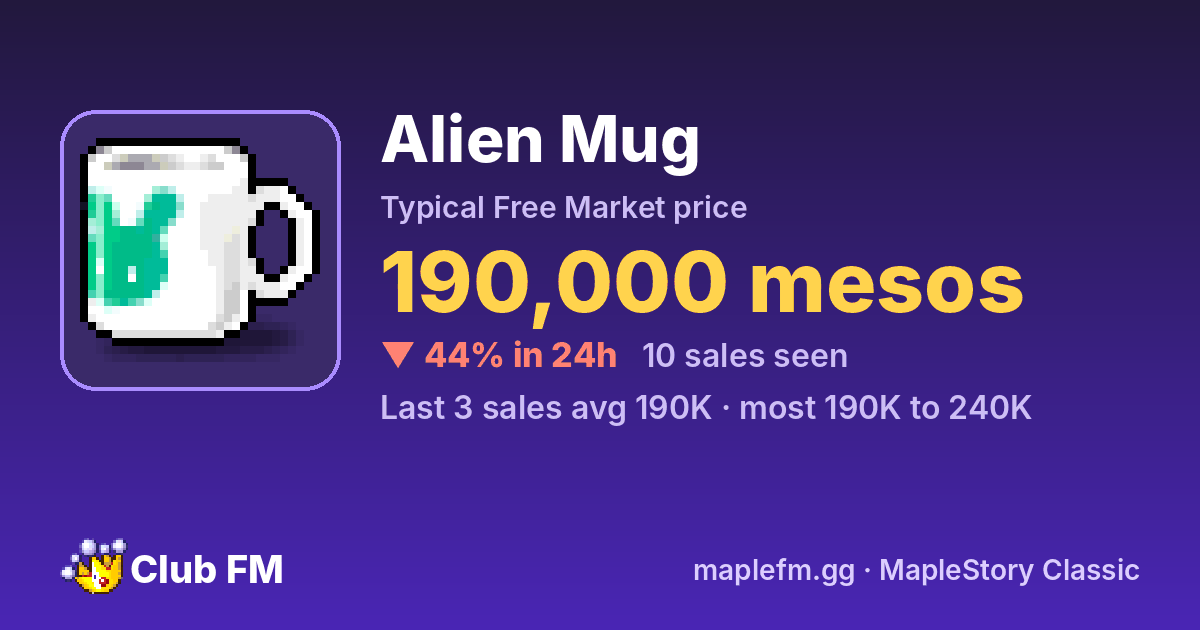 Alien Mug
Typical Free Market price
190,000 mesos
▼ 44% in 24h 10 sales seen
Last 3 sales avg 190K · most 190K to 240K
Club FM
maplefm.gg · MapleStory Classic